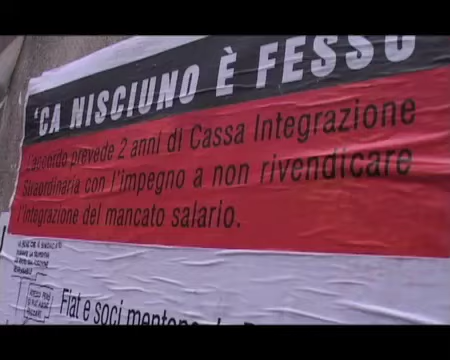 'CA NISCIUNO È FESSO
L'accordo prevede 2 anni di Cassa Integrazione
Straordinaria con l'impegno a non rivendicare
l'integrazione del mancato salario.
Fiat e soci mentono